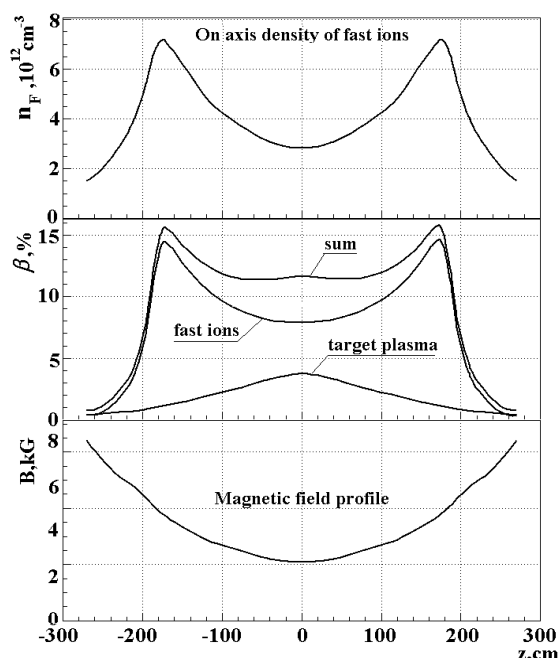 8
6
4
2
0
n_F ,10^12 cm^-3
On axis density of fast ions
15
10
5
0
β,%
sum
fast ions
target plasma
8
6
4
2
0
B,kG
Magnetic field profile
-300 -200 -100 0 100 200 300
z,cm